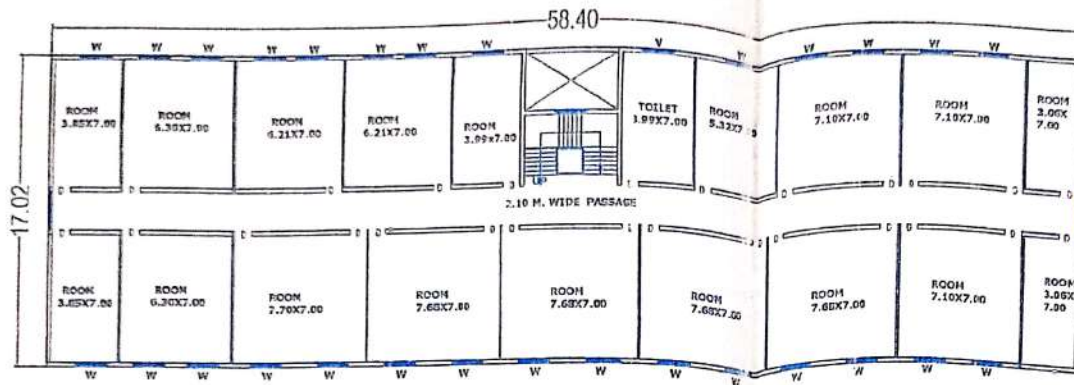 58.40
W W W W W W W W V W W W W W
17.02
ROOM
3.85X7.00
ROOM
6.30X7.00
ROOM
6.21X7.00
ROOM
6.21X7.00
ROOM
3.99x7.00
TOILET
3.99X7.00
ROOM
5.32X7
ROOM
7.10X7.00
ROOM
7.10X7.00
ROOM
3.06X
7.00
D D D D D D D D D
2.10 M. WIDE PASSAGE
D D D D D D D D D D D D D
ROOM
3.85X7.00
ROOM
6.30X7.00
ROOM
7.70X7.00
ROOM
7.68X7.00
ROOM
7.68X7.00
ROOM
7.68X7.00
ROOM
7.68X7.00
ROOM
7.10X7.00
ROOM
3.06X
7.00
W W W W W W W W W W W W W W